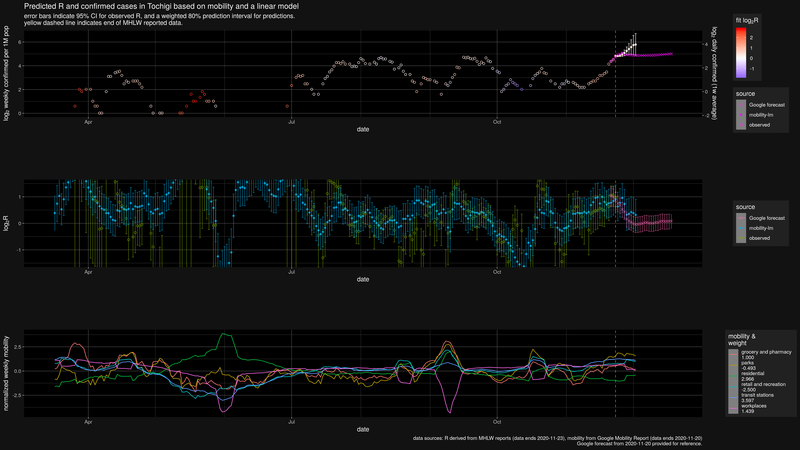 Predicted R and confirmed cases in Tochigi based on mobility and a linear model
error bars indicate 95% CI for observed R, and a weighted 80% prediction interval for predictions.
yellow dashed line indicates end of MHLW reported data.
log₂ weekly confirmed per 1M pop
6
4
2
0
Apr
Jul
Oct
date
4
2
0
-2
log₂ daily confirmed (1w average)
fit log₂R
2
1
0
-1
source
Google forecast
mobility-lm
observed
log₂R
1
0
-1
Apr
Jul
Oct
date
source
Google forecast
mobility-lm
observed
normalized weekly mobility
2.5
0.0
-2.5
Apr
Jul
Oct
date
mobility &
weight
grocery and pharmacy
1.000
parks
-0.493
residential
2.966
retail and recreation
-2.500
transit stations
3.597
workplaces
1.439
data sources: R derived from MHLW reports (data ends 2020-11-23), mobility from Google Mobility Report (data ends 2020-11-20)
Google forecast from 2020-11-20 provided for reference.